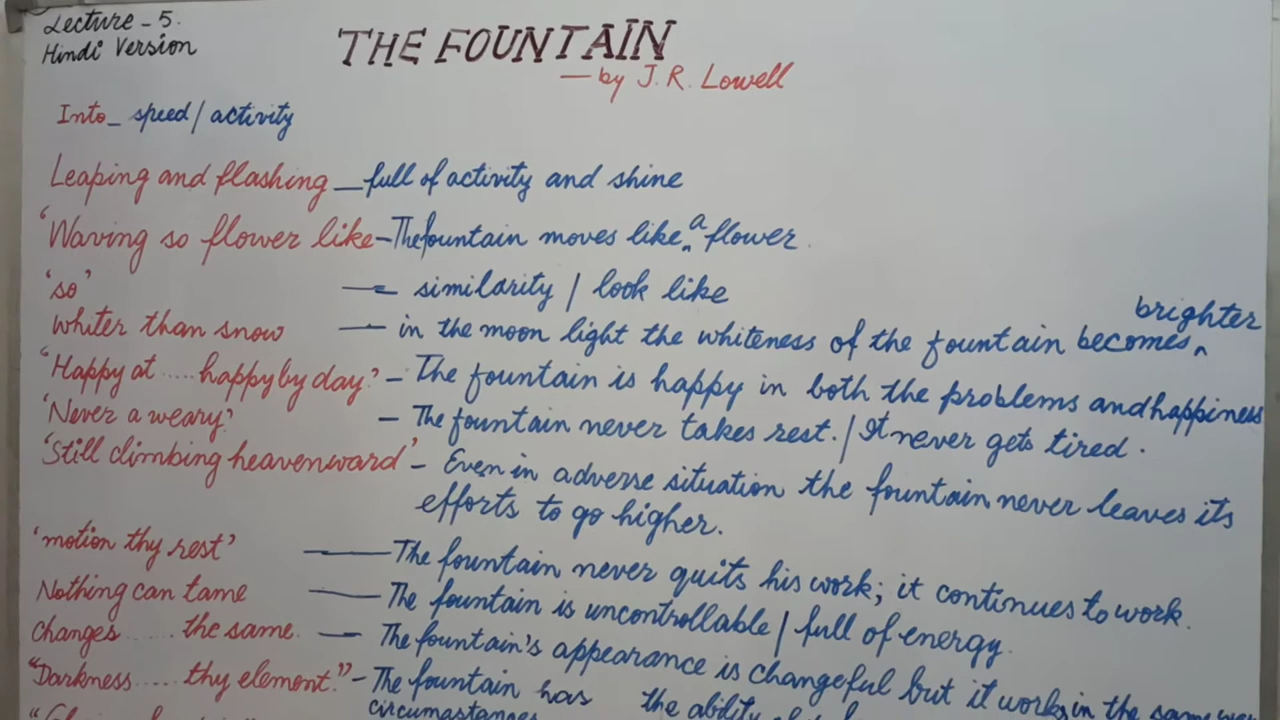 Lecture - 5.
Hindi Version
THE FOUNTAIN
— by J. R. Lowell
Into _ speed / activity
Leaping and flashing _ full of activity and shine
'Waving so flower like - The fountain moves like a flower
'so' — similarity / look like
whiter than snow — in the moon light the whiteness of the fountain becomes brighter
'Happy at ..... happy by day.' - The fountain is happy in both the problems and happiness
'Never a weary' - The fountain never takes rest. / It never gets tired.
'Still climbing heavenward' - Even in adverse situation the fountain never leaves its
efforts to go higher.
'motion thy rest' — The fountain never quits his work; it continues to work.
Nothing can tame — The fountain is uncontrollable / full of energy.
Changes ...... the same. — The fountain's appearance is changeful but it works in the same way
"Darkness ..... thy element." - The fountain has the ability
circumstances